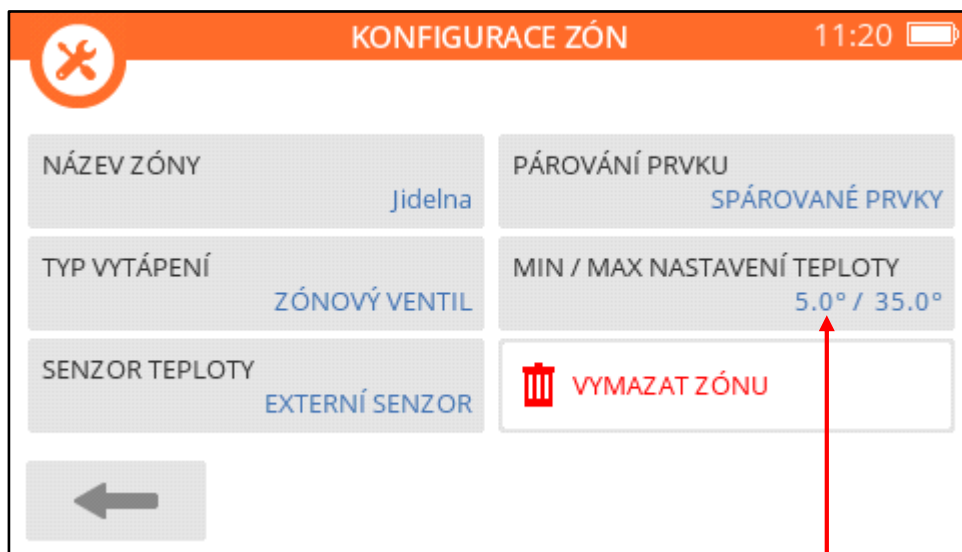 KONFIGURACE ZÓN 11:20
NÁZEV ZÓNY
Jidelna
PÁROVÁNÍ PRVKU
SPÁROVANÉ PRVKY
TYP VYTÁPENÍ
ZÓNOVÝ VENTIL
MIN / MAX NASTAVENÍ TEPLOTY
5.0° / 35.0°
SENZOR TEPLOTY
EXTERNÍ SENZOR
VYMAZAT ZÓNU